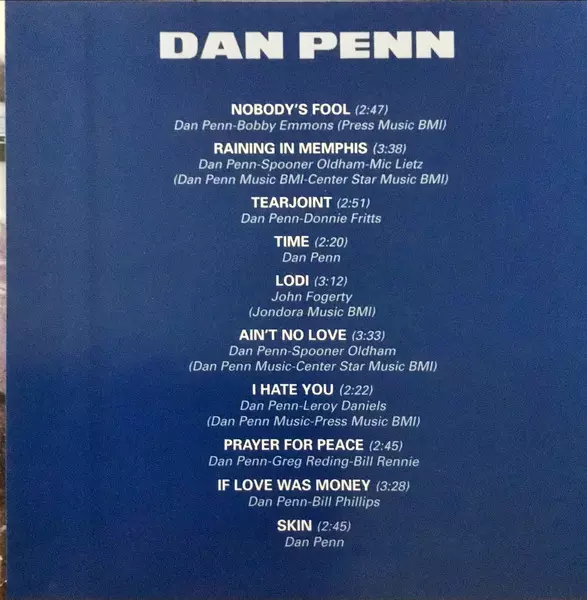 DAN PENN
NOBODY'S FOOL (2:47)
Dan Penn-Bobby Emmons (Press Music BMI)
RAINING IN MEMPHIS (3:38)
Dan Penn-Spooner Oldham-Mic Lietz
(Dan Penn Music BMI-Center Star Music BMI)
TEARJOINT (2:51)
Dan Penn-Donnie Fritts
TIME (2:20)
Dan Penn
LODI (3:12)
John Fogerty
(Jondora Music BMI)
AIN'T NO LOVE (3:33)
Dan Penn-Spooner Oldham
(Dan Penn Music-Center Star Music BMI)
I HATE YOU (2:22)
Dan Penn-Leroy Daniels
(Dan Penn Music-Press Music BMI)
PRAYER FOR PEACE (2:45)
Dan Penn-Greg Reding-Bill Rennie
IF LOVE WAS MONEY (3:28)
Dan Penn-Bill Phillips
SKIN (2:45)
Dan Penn